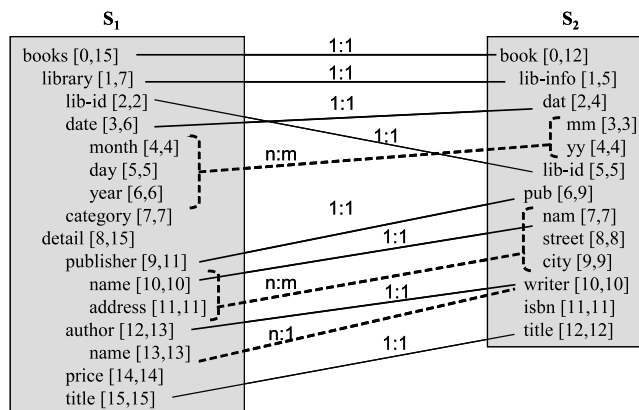 S1
books [0,15]
library [1,7]
lib-id [2,2]
date [3,6]
month [4,4]
day [5,5]
year [6,6]
category [7,7]
detail [8,15]
publisher [9,11]
name [10,10]
address [11,11]
author [12,13]
name [13,13]
price [14,14]
title [15,15]
1:1
1:1
1:1
1:1
n:m
1:1
1:1
n:m
1:1
n:1
1:1
S2
book [0,12]
lib-info [1,5]
dat [2,4]
mm [3,3]
yy [4,4]
lib-id [5,5]
pub [6,9]
nam [7,7]
street [8,8]
city [9,9]
writer [10,10]
isbn [11,11]
title [12,12]